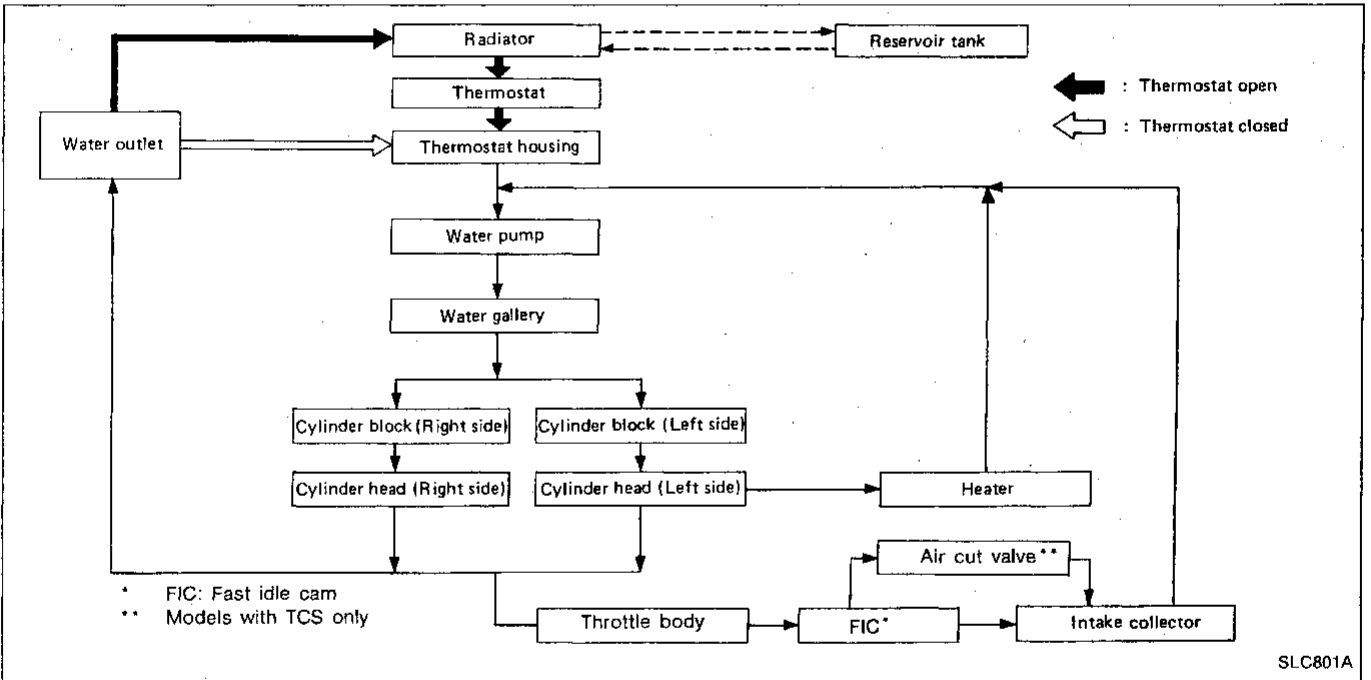 Radiator
Reservoir tank
Thermostat
: Thermostat open
Water outlet
Thermostat housing
: Thermostat closed
Water pump
Water gallery
Cylinder block (Right side)
Cylinder block (Left side)
Cylinder head (Right side)
Cylinder head (Left side)
Heater
Air cut valve**
* FIC: Fast idle cam
** Models with TCS only
Throttle body
FIC*
Intake collector
SLC801A